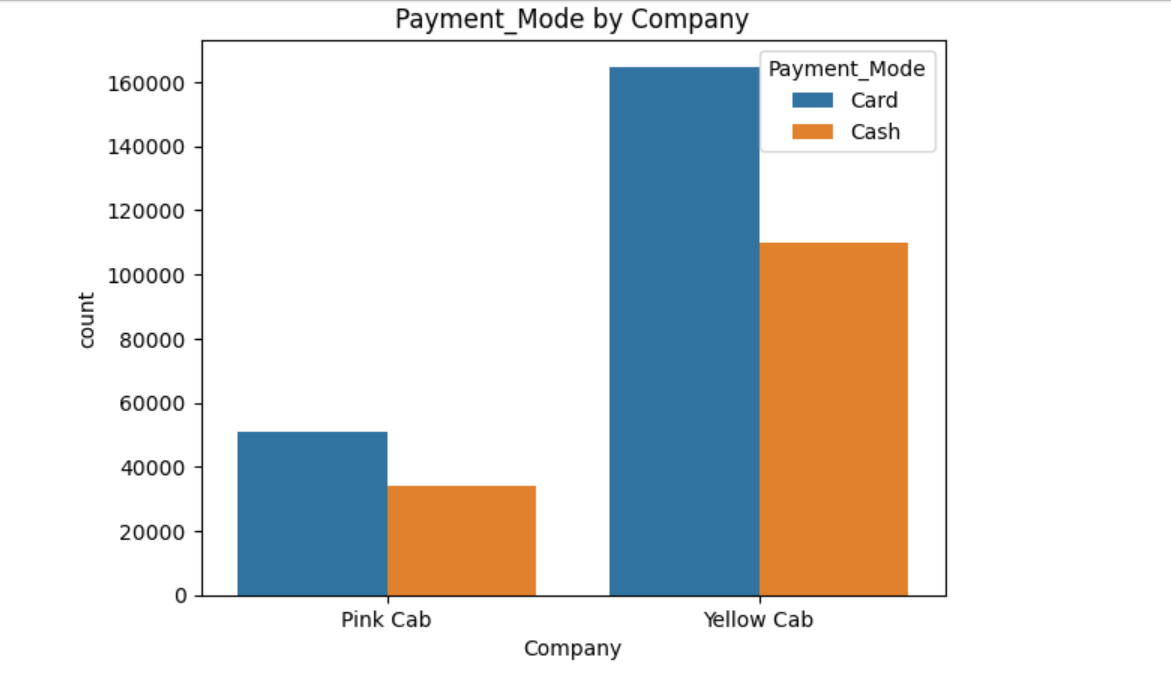 Payment_Mode by Company
Payment_Mode
Card
Cash
160000
140000
120000
100000
80000
60000
40000
20000
0
count
Pink Cab
Yellow Cab
Company